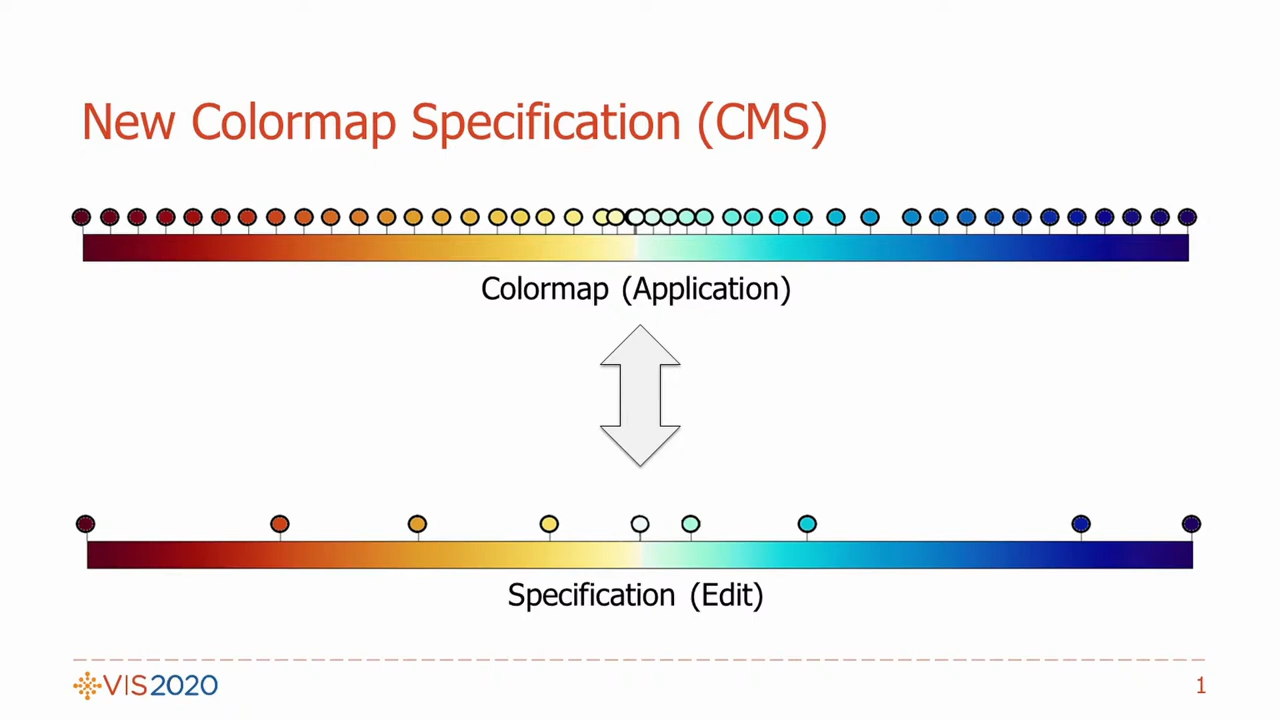 New Colormap Specification (CMS)
Colormap (Application)
Specification (Edit)
VIS2020
1